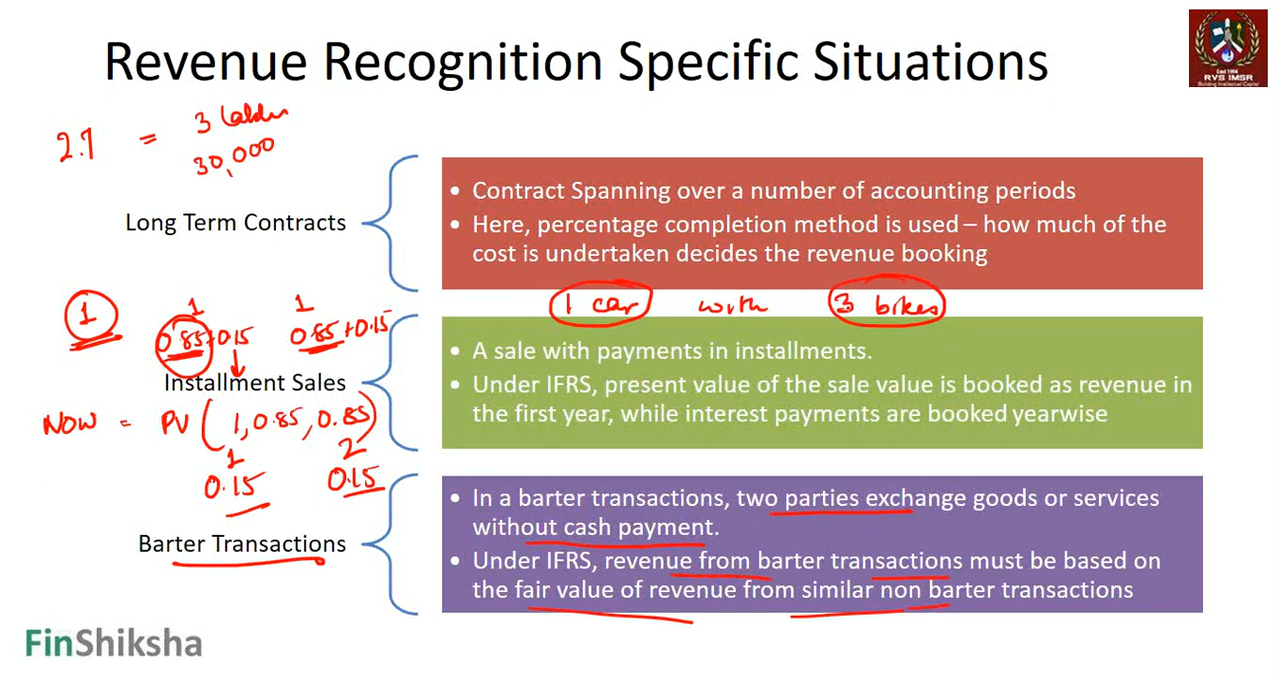 Revenue Recognition Specific Situations
Estd 1996
RVS IMSR
Building Intellectual Capital
2.7 = 3
30,000
Long Term Contracts
• Contract Spanning over a number of accounting periods
• Here, percentage completion method is used – how much of the
cost is undertaken decides the revenue booking
1 car worth 3 bikes
1 1 1
0.85+0.15 0.85+0.15
Installment Sales
• A sale with payments in installments.
• Under IFRS, present value of the sale value is booked as revenue in
the first year, while interest payments are booked yearwise
NOW = PV (1, 0.85, 0.85)
1 2
0.15 0.15
Barter Transactions
• In a barter transactions, two parties exchange goods or services
without cash payment.
• Under IFRS, revenue from barter transactions must be based on
the fair value of revenue from similar non barter transactions
FinShiksha